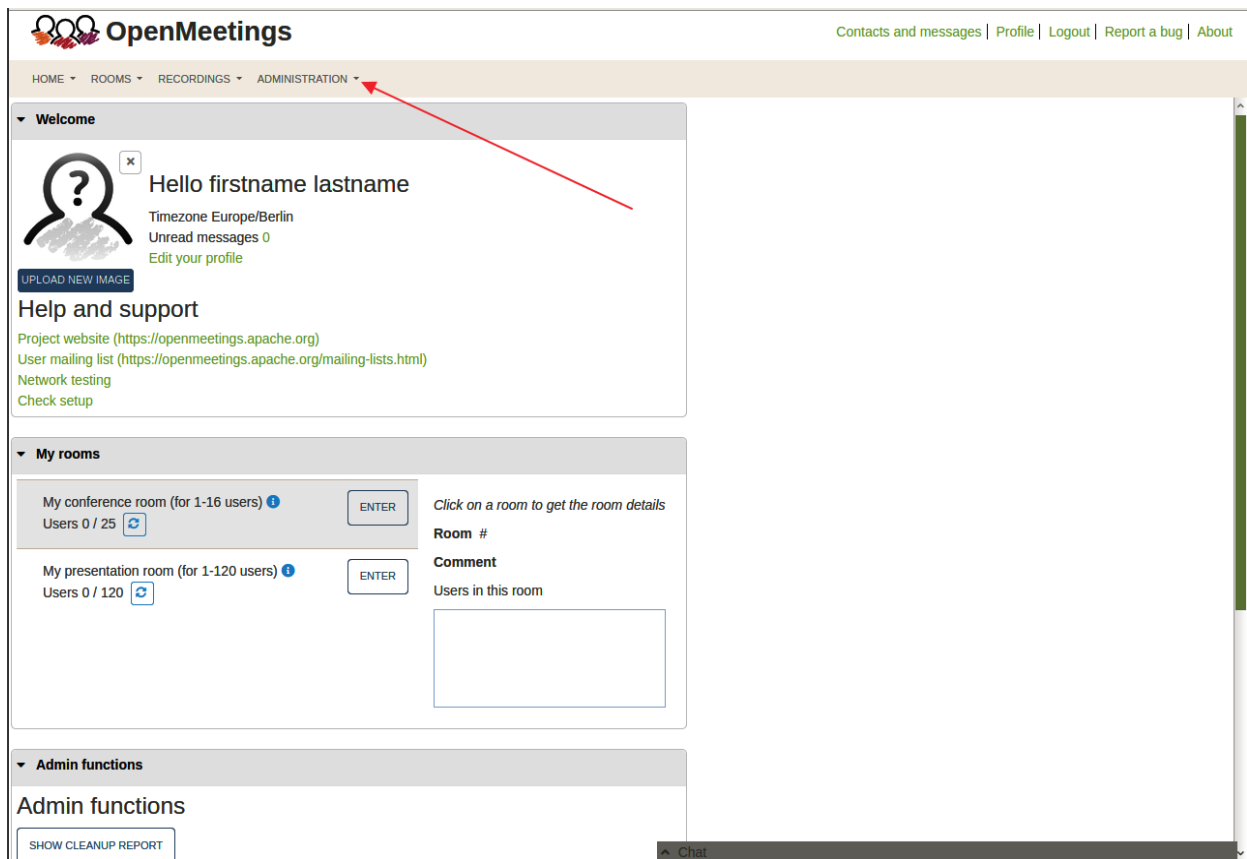 OpenMeetings
Contacts and messages | Profile | Logout | Report a bug | About
HOME ROOMS RECORDINGS ADMINISTRATION
Welcome
?
Hello firstname lastname
Timezone Europe/Berlin
Unread messages 0
Edit your profile
UPLOAD NEW IMAGE
Help and support
Project website (https://openmeetings.apache.org)
User mailing list (https://openmeetings.apache.org/mailing-lists.html)
Network testing
Check setup
My rooms
My conference room (for 1-16 users)
Users 0 / 25
ENTER
My presentation room (for 1-120 users)
Users 0 / 120
ENTER
Click on a room to get the room details
Room #
Comment
Users in this room
Admin functions
Admin functions
SHOW CLEANUP REPORT
Chat